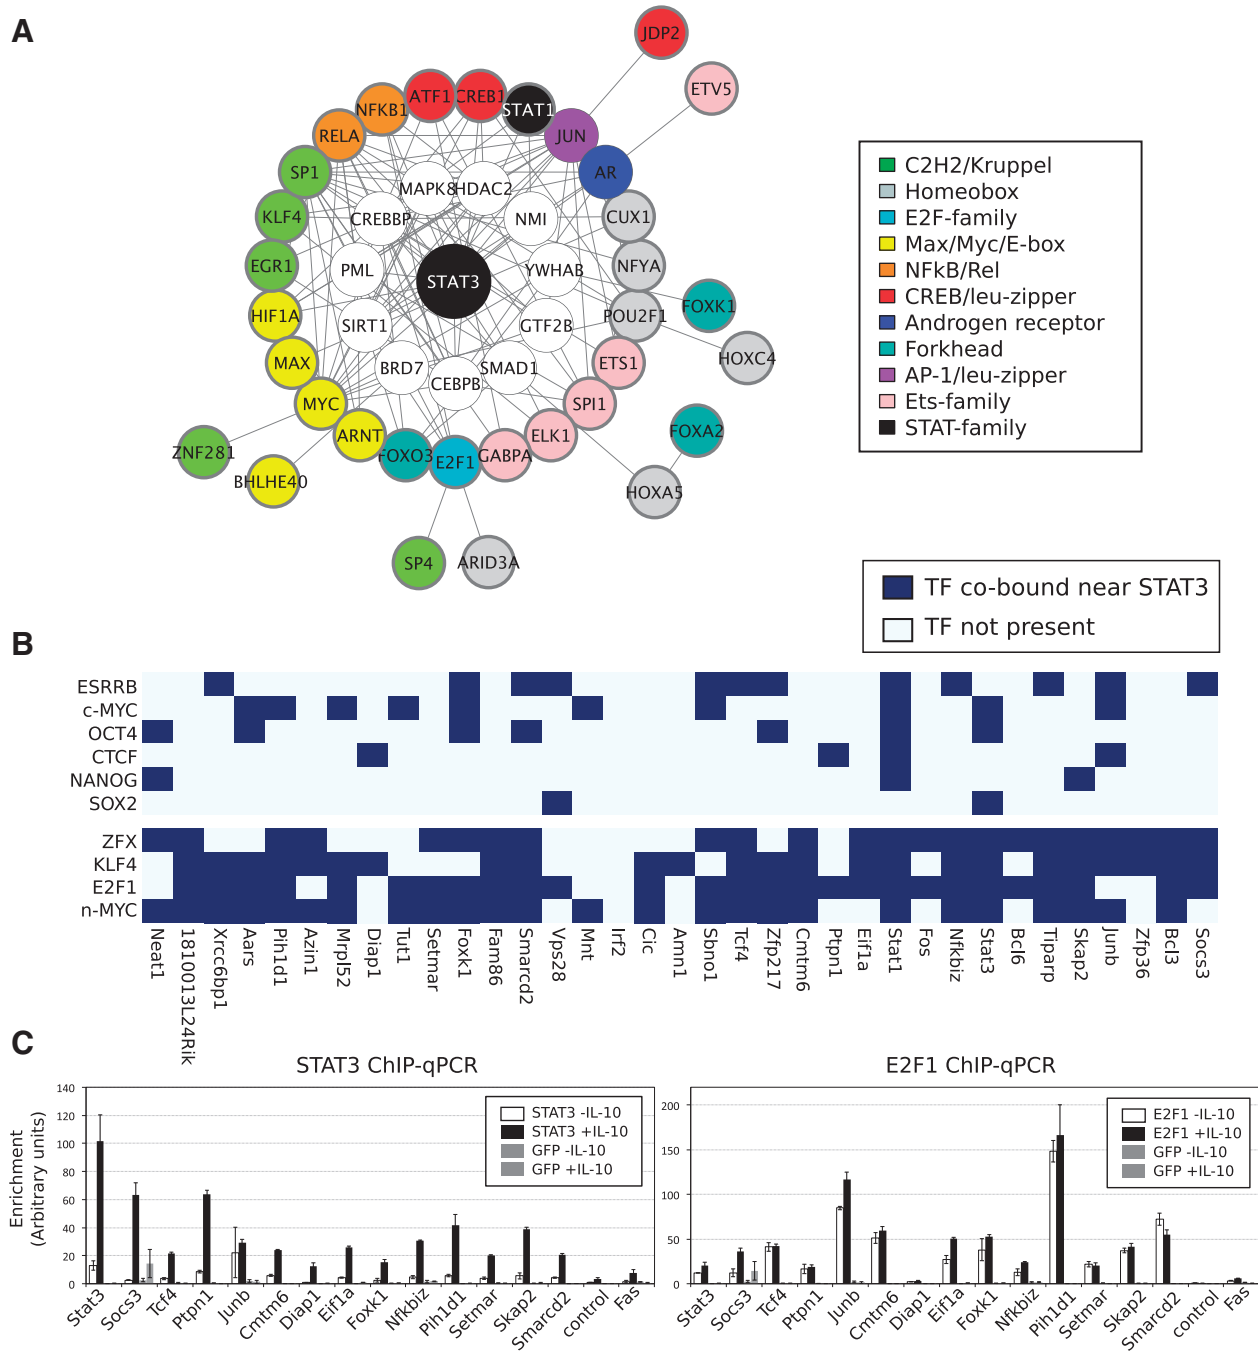 A
JDP2
ETV5
ATF1
CREB1
NFKB1
STAT1
RELA
JUN
SP1
AR
MAPK8
HDAC2
KLF4
CREBBP
NMI
CUX1
EGR1
PML
YWHAB
NFYA
STAT3
HIF1A
SIRT1
GTF2B
POU2F1
FOXK1
MAX
BRD7
SMAD1
ETS1
HOXC4
CEBPB
MYC
SPI1
ARNT
ELK1
FOXA2
ZNF281
FOXO3
E2F1
GABPA
BHLHE40
HOXA5
SP4
ARID3A
C2H2/Kruppel
Homeobox
E2F-family
Max/Myc/E-box
NFkB/Rel
CREB/leu-zipper
Androgen receptor
Forkhead
AP-1/leu-zipper
Ets-family
STAT-family
TF co-bound near STAT3
TF not present
B
ESRRB
c-MYC
OCT4
CTCF
NANOG
SOX2
ZFX
KLF4
E2F1
n-MYC
Neat1
1810013L24Rik
Xrcc6bp1
Aars
Pih1d1
Azin1
Mrpl52
Diap1
Tut1
Setmar
Foxk1
Fam86
Smarcd2
Vps28
Mnt
Irf2
Cic
Amn1
Sbno1
Tcf4
Zfp217
Cmtm6
Ptpn1
Eif1a
Stat1
Fos
Nfkbiz
Stat3
Bcl6
Tiparp
Skap2
Junb
Zfp36
Bcl3
Socs3
C
STAT3 ChIP-qPCR
Enrichment
(Arbitrary units)
140
120
100
80
60
40
20
0
STAT3 -IL-10
STAT3 +IL-10
GFP -IL-10
GFP +IL-10
Stat3
Socs3
Tcf4
Ptpn1
Junb
Cmtm6
Diap1
Eif1a
Foxk1
Nfkbiz
Pih1d1
Setmar
Skap2
Smarcd2
control
Fas
E2F1 ChIP-qPCR
200
150
100
50
0
E2F1 -IL-10
E2F1 +IL-10
GFP -IL-10
GFP +IL-10
Stat3
Socs3
Tcf4
Ptpn1
Junb
Cmtm6
Diap1
Eif1a
Foxk1
Nfkbiz
Pih1d1
Setmar
Skap2
Smarcd2
control
Fas